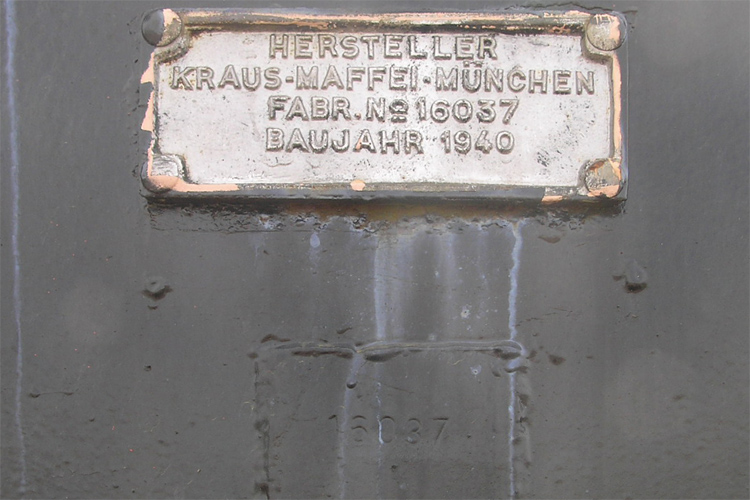 HERSTELLER
KRAUS-MAFFEI-MÜNCHEN
FABR. No 16037
BAUJAHR 1940
16037